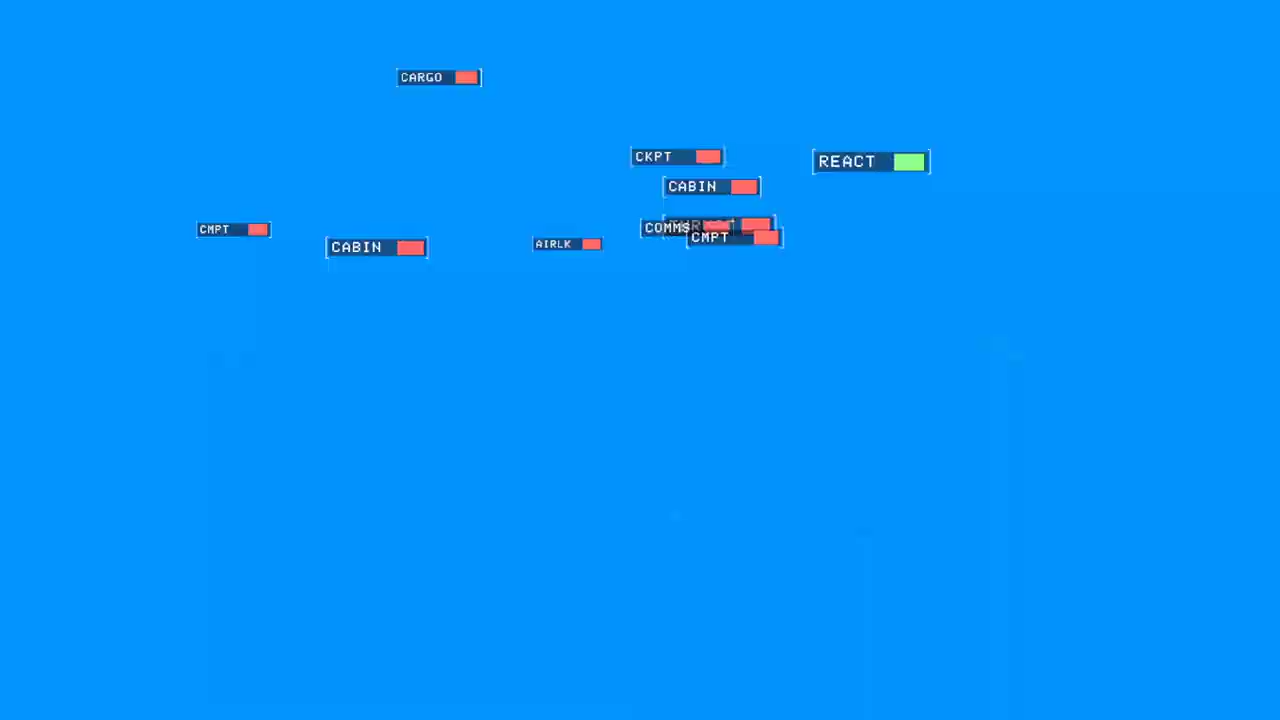 CARGO
CKPT
REACT
CABIN
CMPT
CABIN
AIRLK
COMMS
CMPT